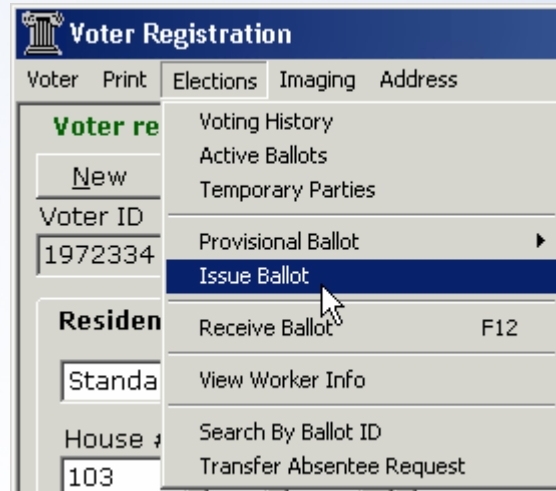 Voter Registration
Voter Print Elections Imaging Address
Voter re
New
Voter ID
1972334
Residen
Standa
House #
103
Voting History
Active Ballots
Temporary Parties
Provisional Ballot
Issue Ballot
Receive Ballot F12
View Worker Info
Search By Ballot ID
Transfer Absentee Request